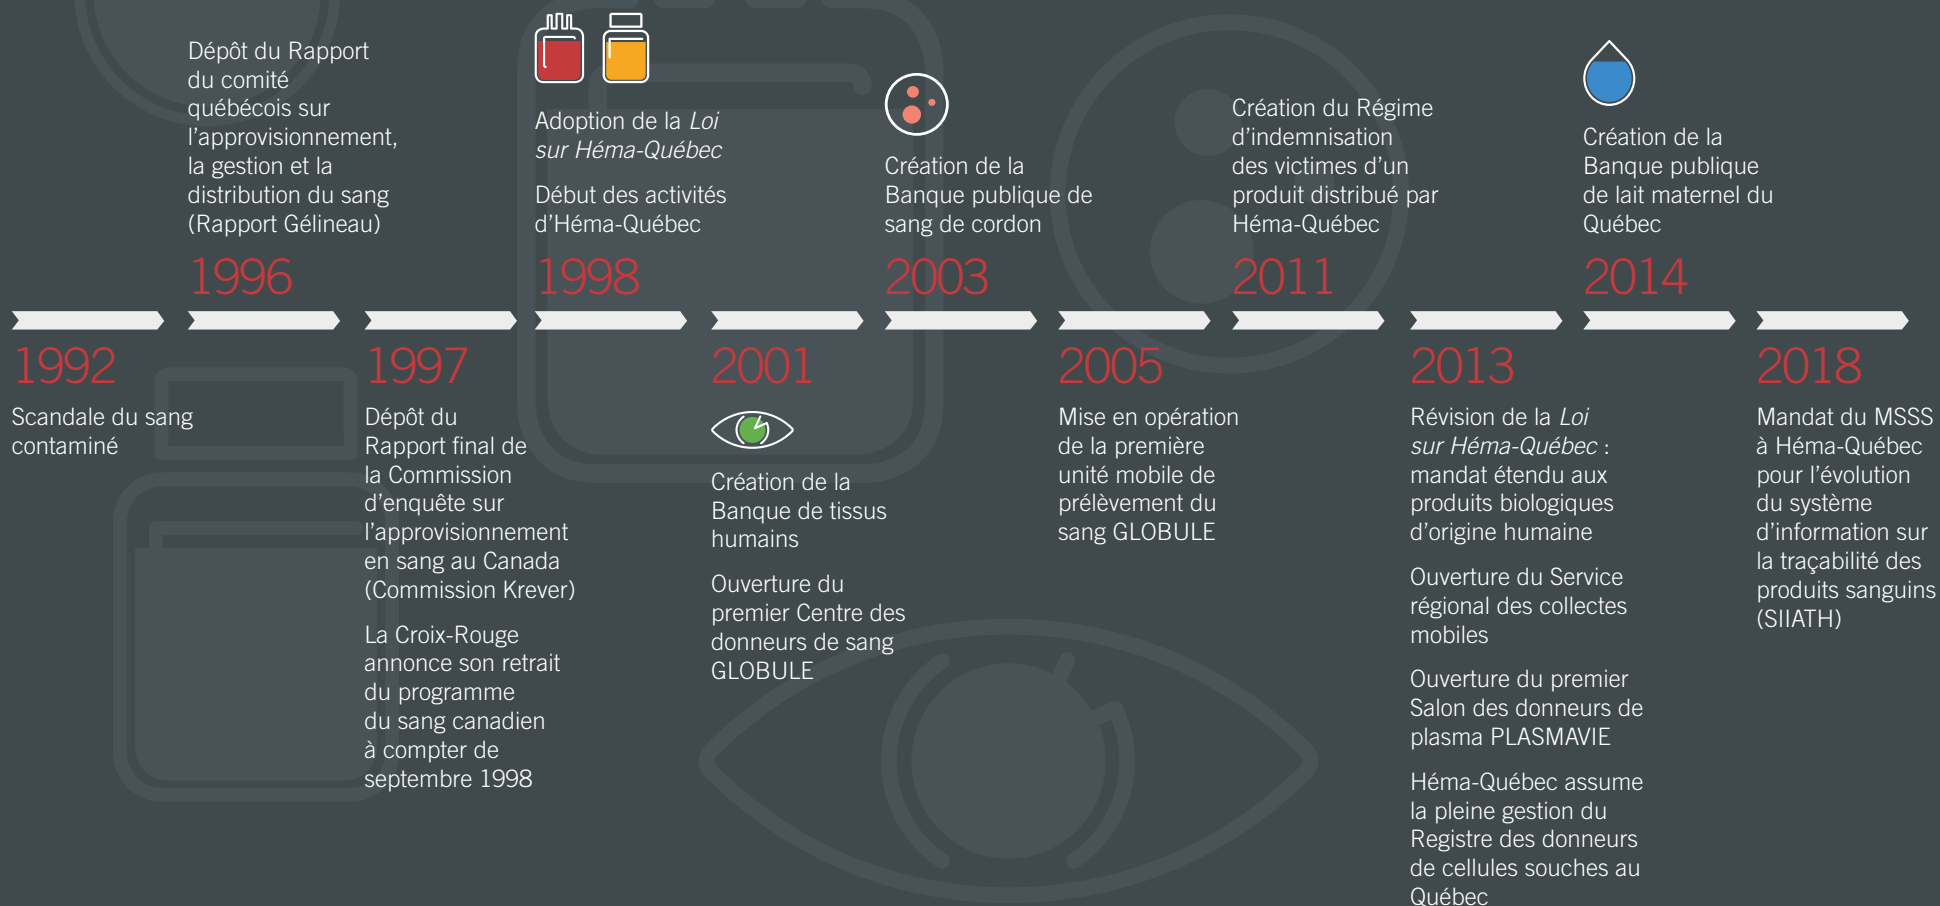 1992
Scandale du sang
contaminé
Dépôt du Rapport
du comité
québécois sur
l'approvisionnement,
la gestion et la
distribution du sang
(Rapport Gélineau)
1996
1997
Dépôt du
Rapport final de
la Commission
d'enquête sur
l'approvisionnement
en sang au Canada
(Commission Krever)
La Croix-Rouge
annonce son retrait
du programme
du sang canadien
à compter de
septembre 1998
Adoption de la Loi
sur Héma-Québec
Début des activités
d'Héma-Québec
1998
2001
Création de la
Banque de tissus
humains
Ouverture du
premier Centre des
donneurs de sang
GLOBULE
Création de la
Banque publique de
sang de cordon
2003
2005
Mise en opération
de la première
unité mobile de
prélèvement du
sang GLOBULE
Création du Régime
d'indemnisation
des victimes d'un
produit distribué par
Héma-Québec
2011
2013
Révision de la Loi
sur Héma-Québec :
mandat étendu aux
produits biologiques
d'origine humaine
Ouverture du Service
régional des collectes
mobiles
Ouverture du premier
Salon des donneurs de
plasma PLASMAVIE
Héma-Québec assume
la pleine gestion du
Registre des donneurs
de cellules souches au
Québec
Création de la
Banque publique
de lait maternel du
Québec
2014
2018
Mandat du MSSS
à Héma-Québec
pour l'évolution
du système
d'information sur
la traçabilité des
produits sanguins
(SIIATH)